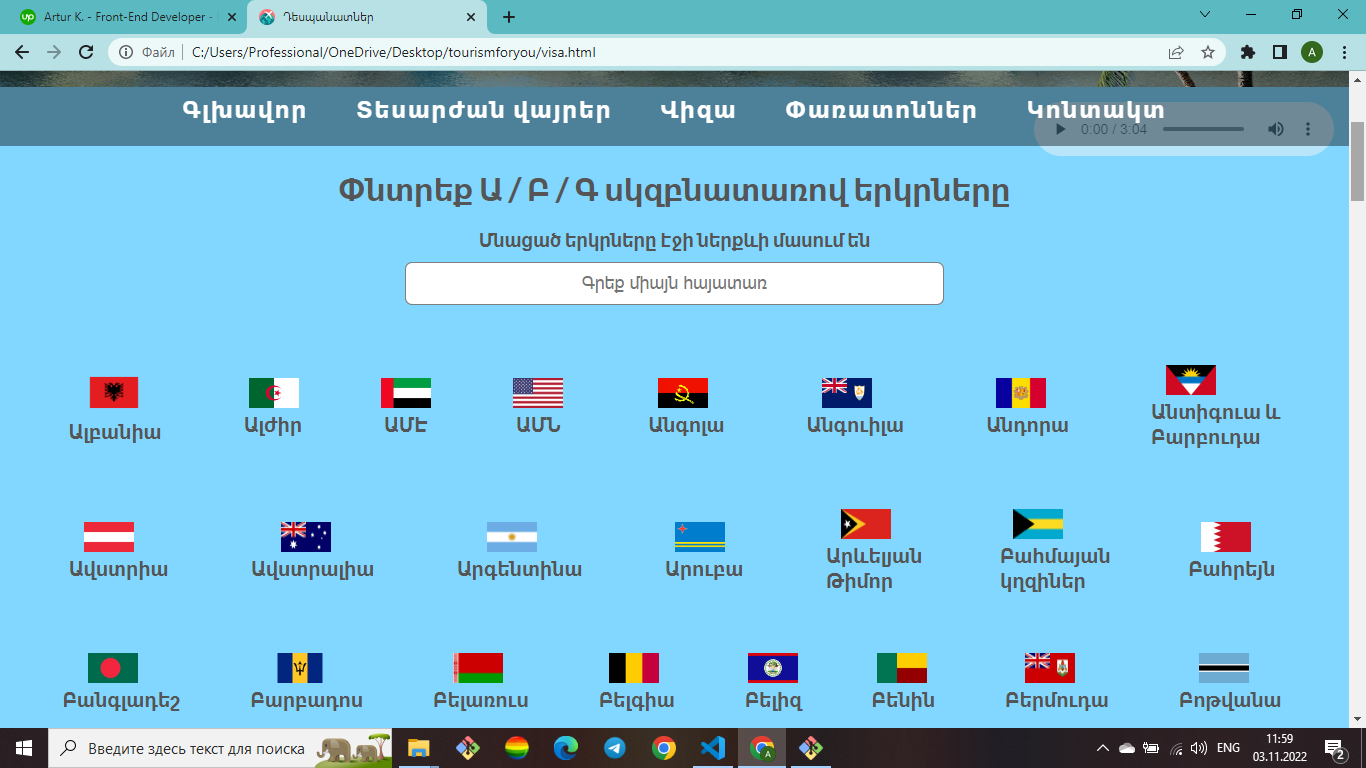 Artur K. - Front-End Developer -
Դեսպանատներ
Файл
C:/Users/Professional/OneDrive/Desktop/tourismforyou/visa.html
A
Գլխավոր Տեսարժան վայրեր Վիզա Փառատոններ Կոնտակտ
0:00 / 3:04
Փնտրեք Ա / Բ / Գ սկզբնատառով երկրները
Մնացած երկրները էջի ներքևի մասում են
Գրեք միայն հայատառ
Ալբանիա
Ալժիր
ԱՄԷ
ԱՄՆ
Անգոլա
Անգուիլա
Անդորա
Անտիգուա և
Բարբուդա
Ավստրիա
Ավստրալիա
Արգենտինա
Արուբա
Արևելյան
Թիմոր
Բահմայան
կղզիներ
Բահրեյն
Բանգլադեշ
Բարբադոս
Բելառուս
Բելգիա
Բելիզ
Բենին
Բերմուդա
Բոթվանա
Введите здесь текст для поиска
ENG
11:59
03.11.2022
2